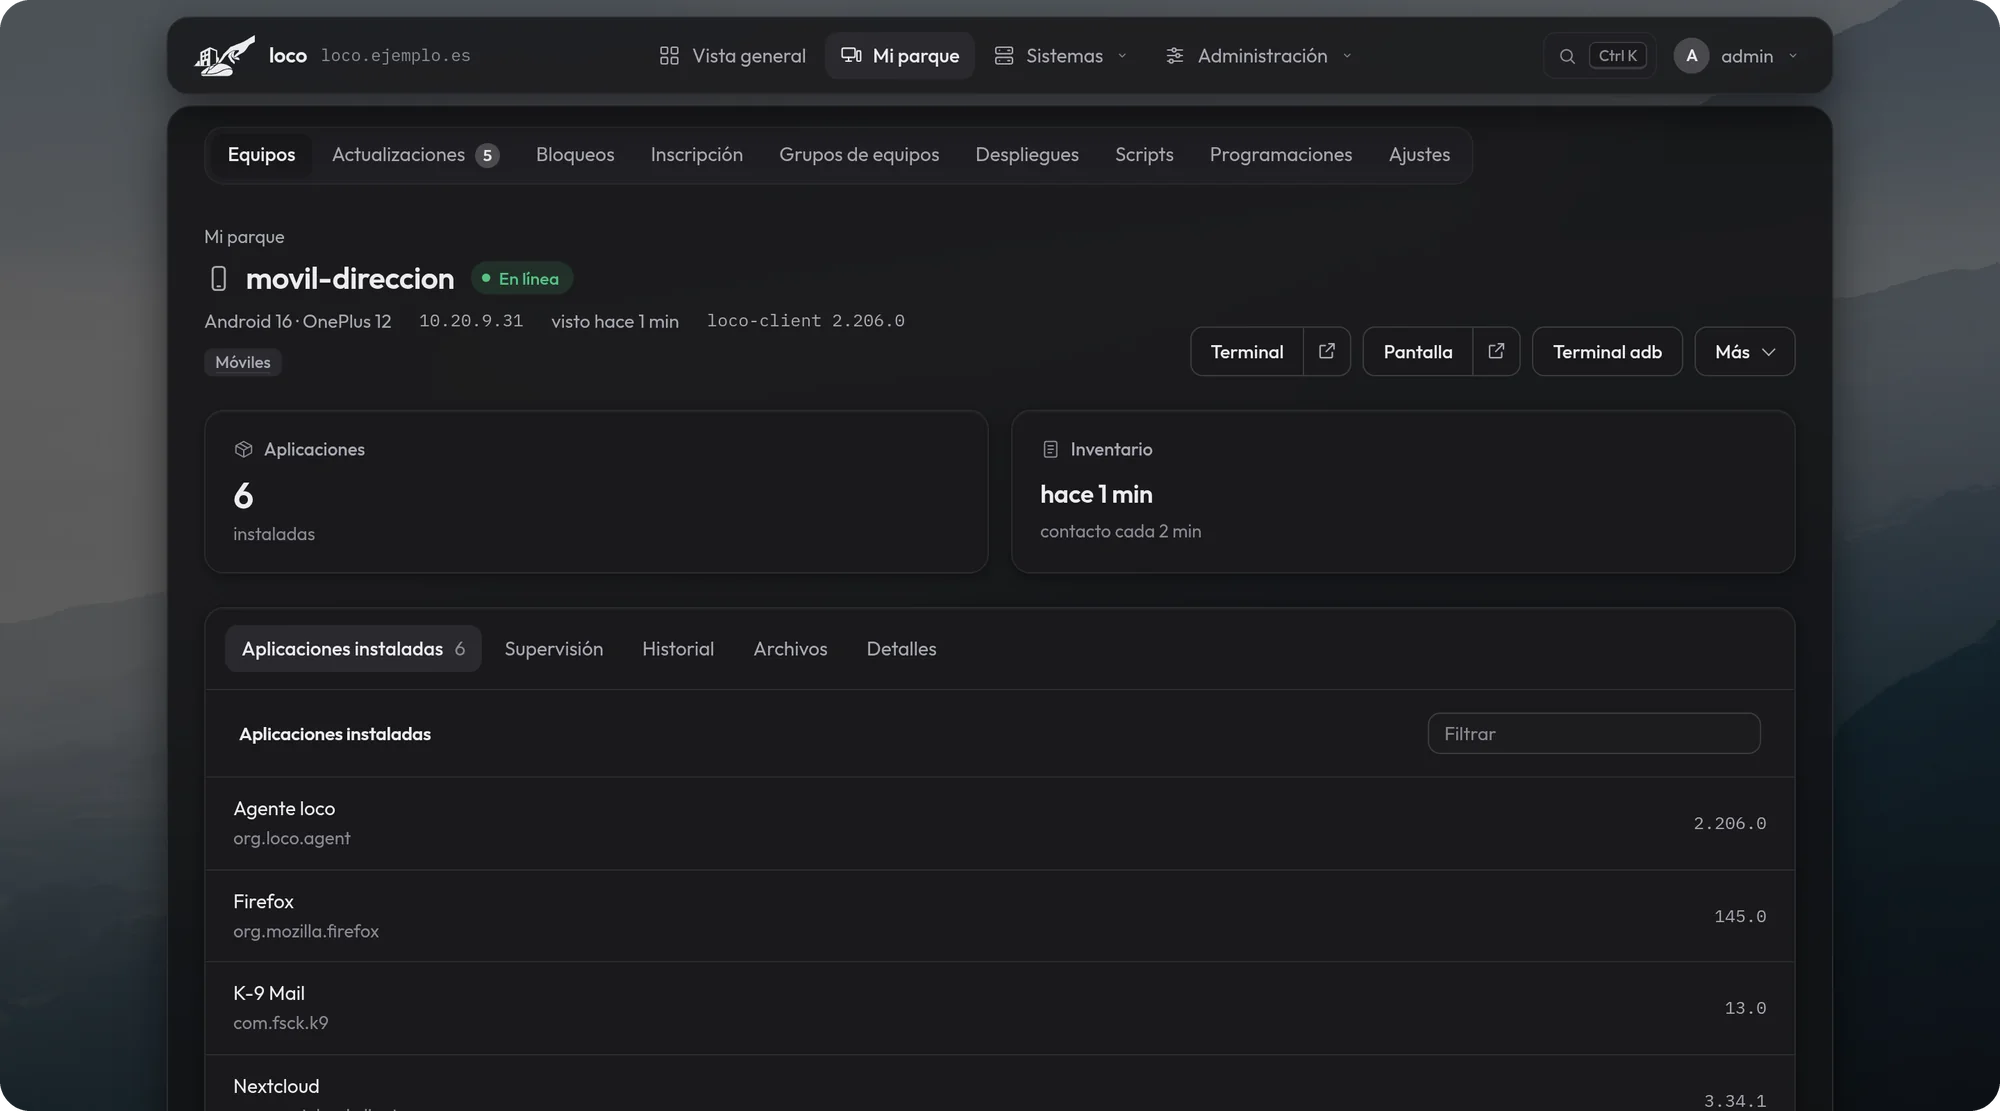 loco loco.ejemplo.es Vista general Mi parque Sistemas Administración Ctrl K A admin
Equipos Actualizaciones 5 Bloqueos Inscripción Grupos de equipos Despliegues Scripts Programaciones Ajustes
Mi parque
movil-direccion En línea
Android 16 · OnePlus 12 10.20.9.31 visto hace 1 min loco-client 2.206.0
Móviles
Terminal Pantalla Terminal adb Más
Aplicaciones
6
instaladas
Inventario
hace 1 min
contacto cada 2 min
Aplicaciones instaladas 6 Supervisión Historial Archivos Detalles
Aplicaciones instaladas Filtrar
Agente loco
org.loco.agent
2.206.0
Firefox
org.mozilla.firefox
145.0
K-9 Mail
com.fsck.k9
13.0
Nextcloud
3.34.1